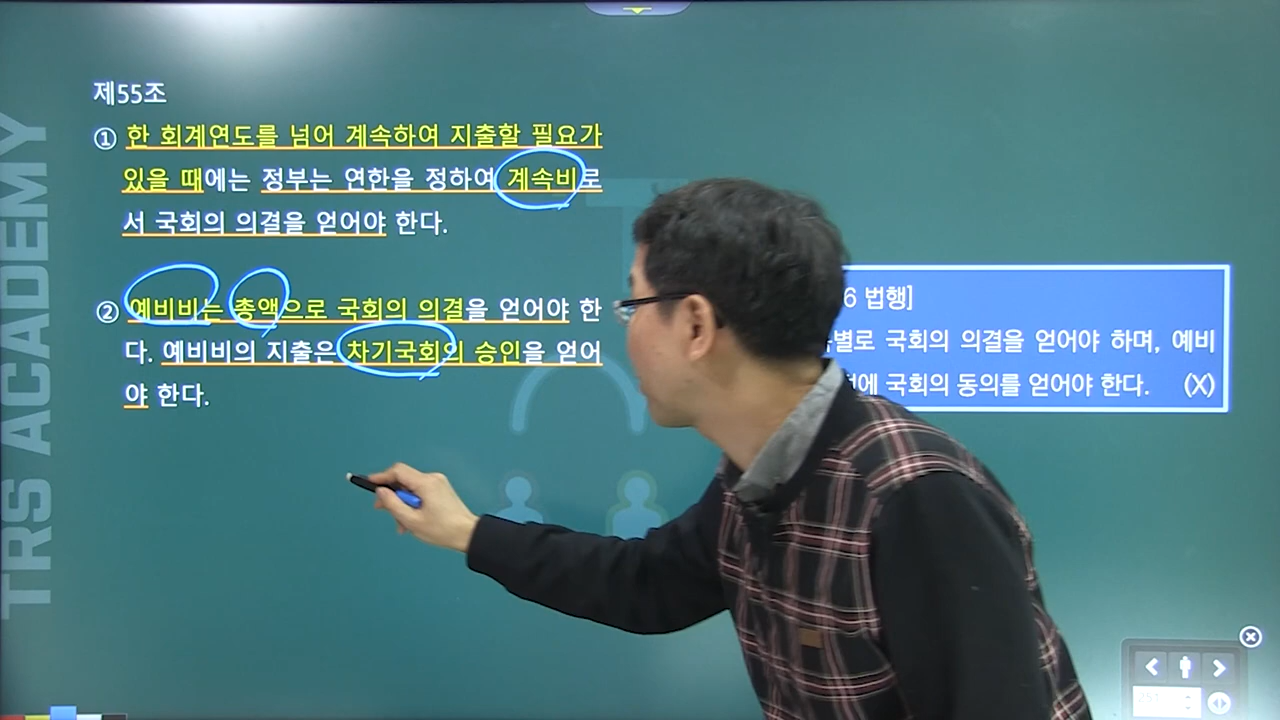 제55조
① 한 회계연도를 넘어 계속하여 지출할 필요가
있을 때에는 정부는 연한을 정하여 계속비로
서 국회의 의결을 얻어야 한다.
② 예비비는 총액으로 국회의 의결을 얻어야 한
다. 예비비의 지출은 차기국회의 승인을 얻어
야 한다.
6 법행]
국회의 의결을 얻어야 하며, 예비
국회의 동의를 얻어야 한다. (X)
TRS ACADEMY